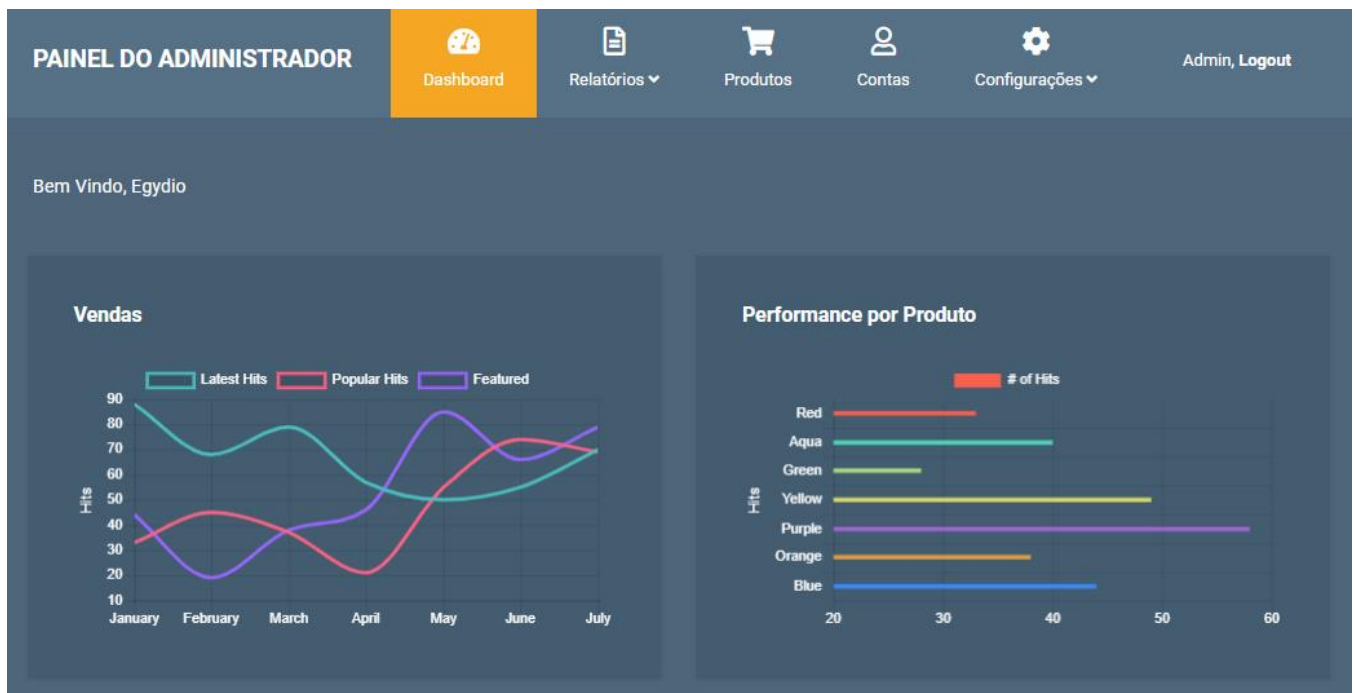 PAINEL DO ADMINISTRADOR
Dashboard
Relatórios
Produtos
Contas
Configurações
Admin, Logout
Bem Vindo, Egydio
Vendas
Latest Hits Popular Hits Featured
90
80
70
60
50
40
30
20
10
Hits
January February March April May June July
Performance por Produto
# of Hits
Red
Aqua
Green
Yellow
Purple
Orange
Blue
Hits
20 30 40 50 60